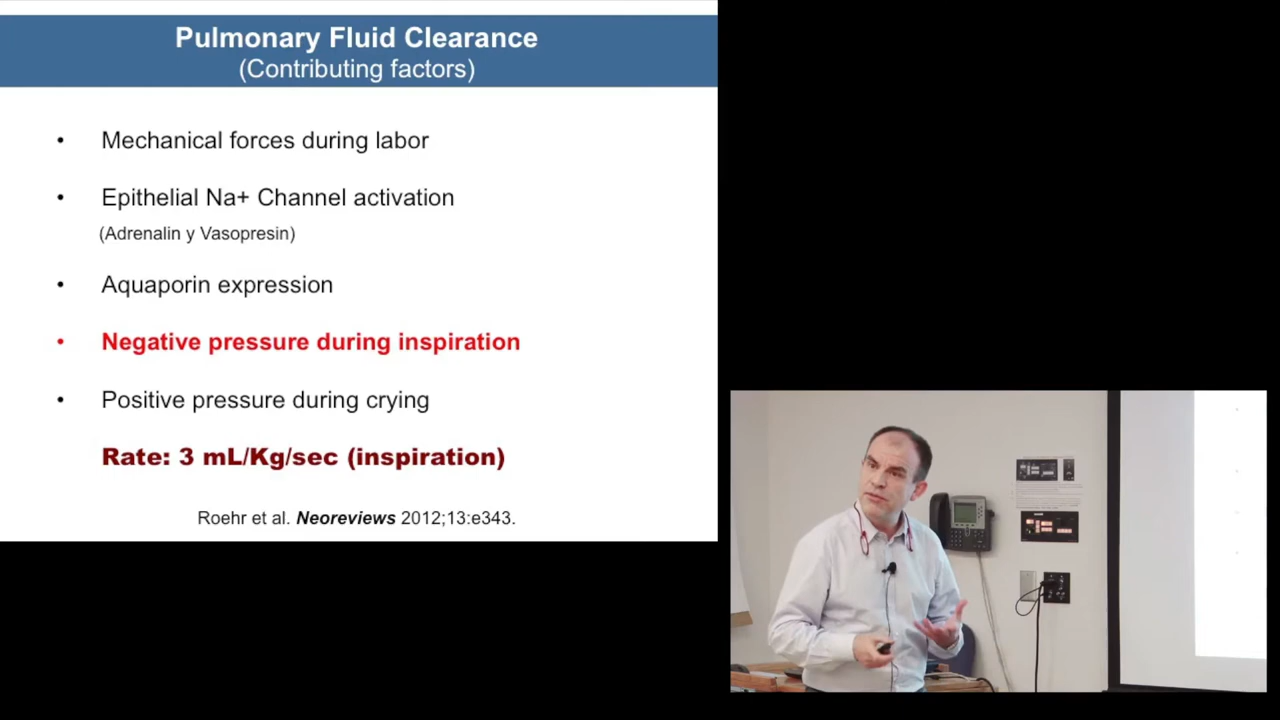 Pulmonary Fluid Clearance
(Contributing factors)
• Mechanical forces during labor
• Epithelial Na+ Channel activation
(Adrenalin y Vasopresin)
• Aquaporin expression
• Negative pressure during inspiration
• Positive pressure during crying
Rate: 3 mL/Kg/sec (inspiration)
Roehr et al. Neoreviews 2012;13:e343.